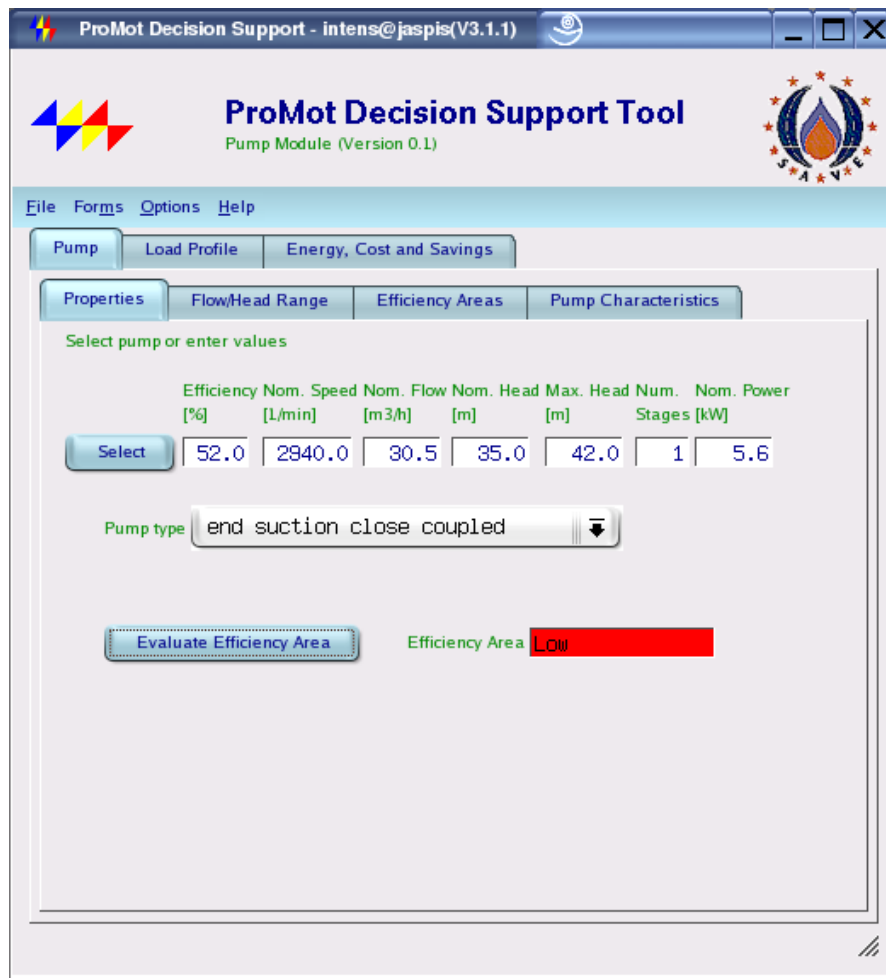 ProMot Decision Support - intens@jaspis(V3.1.1)
ProMot Decision Support Tool
Pump Module (Version 0.1)
S A V E
File Forms Options Help
Pump Load Profile Energy, Cost and Savings
Properties Flow/Head Range Efficiency Areas Pump Characteristics
Select pump or enter values
Efficiency Nom. Speed Nom. Flow Nom. Head Max. Head Num. Nom. Power
[%] [1/min] [m3/h] [m] [m] Stages [kW]
Select 52.0 2940.0 30.5 35.0 42.0 1 5.6
Pump type end suction close coupled
Evaluate Efficiency Area Efficiency Area Low